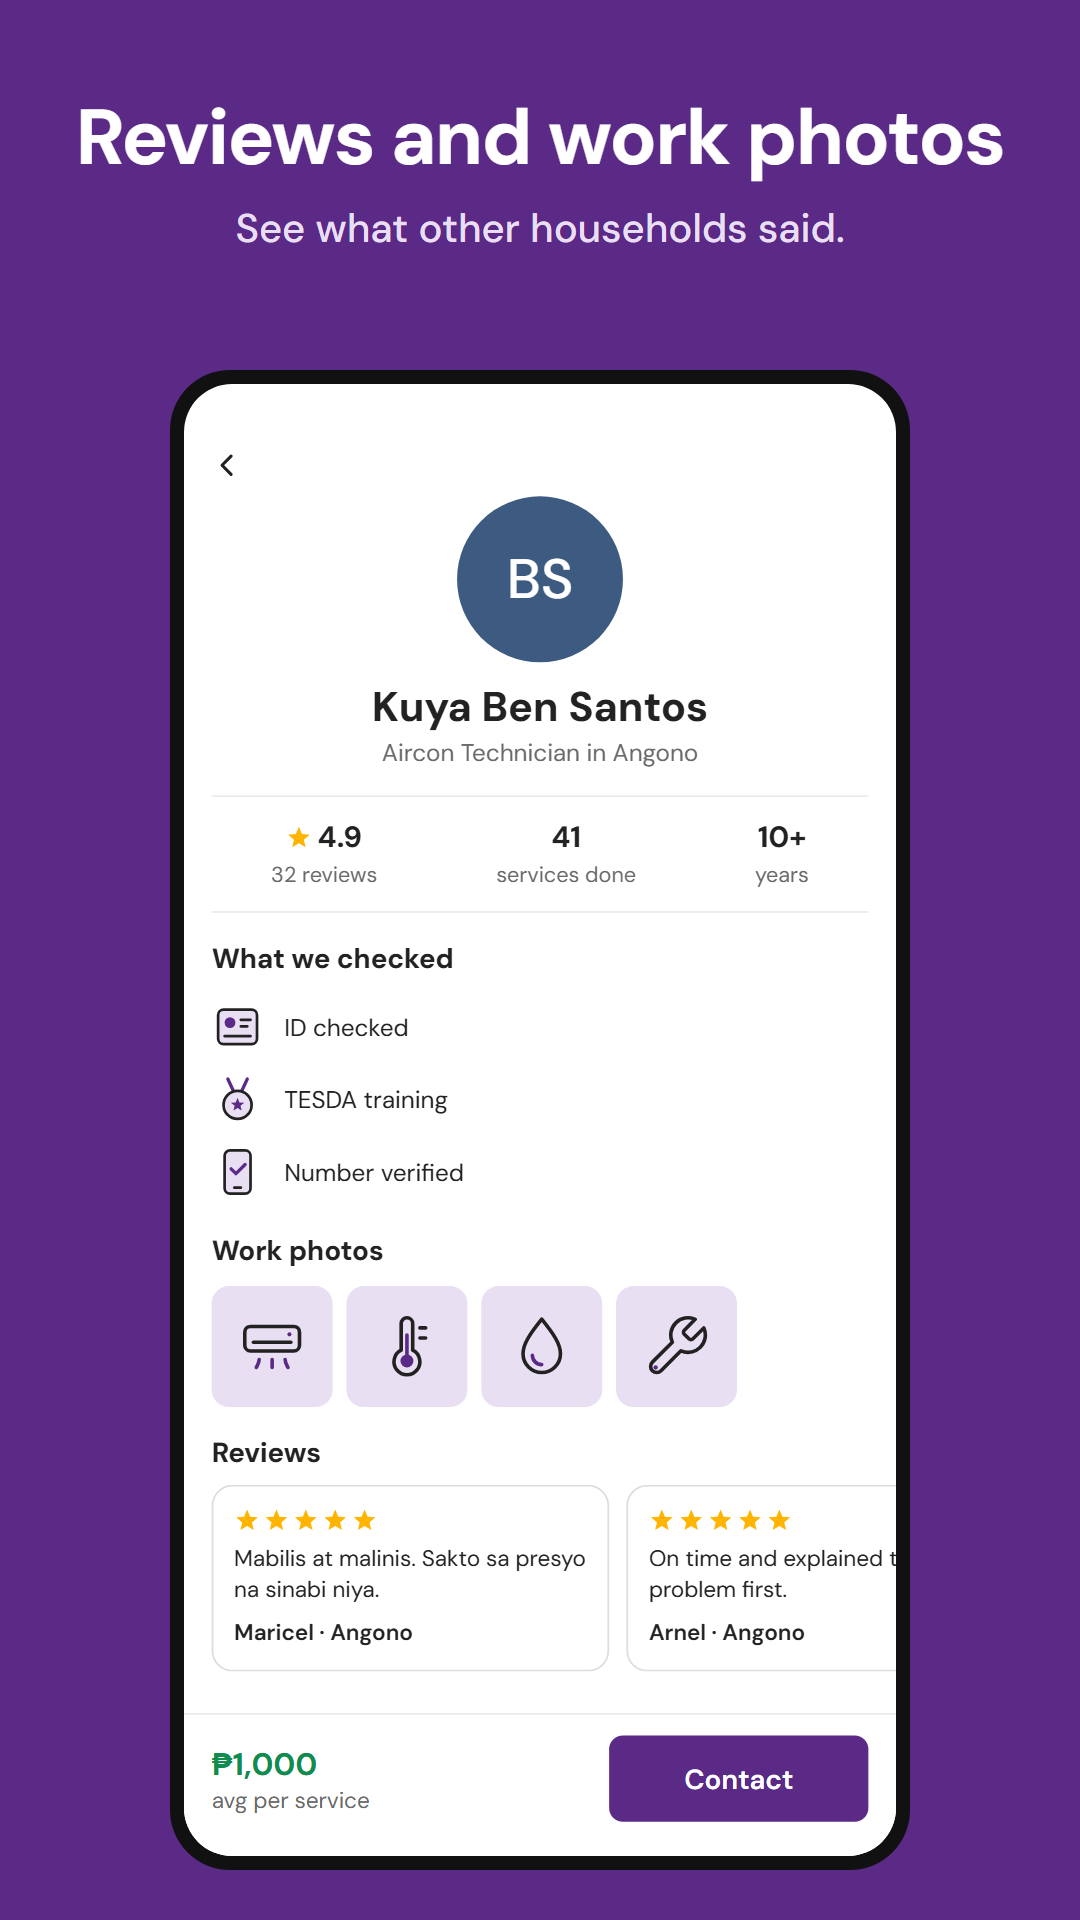 Reviews and work photos
See what other households said.
BS
Kuya Ben Santos
Aircon Technician in Angono
4.9
32 reviews
41
services done
10+
years
What we checked
ID checked
TESDA training
Number verified
Work photos
Reviews
Mabilis at malinis. Sakto sa presyo
na sinabi niya.
Maricel · Angono
On time and explained t
problem first.
Arnel · Angono
₱1,000
avg per service
Contact